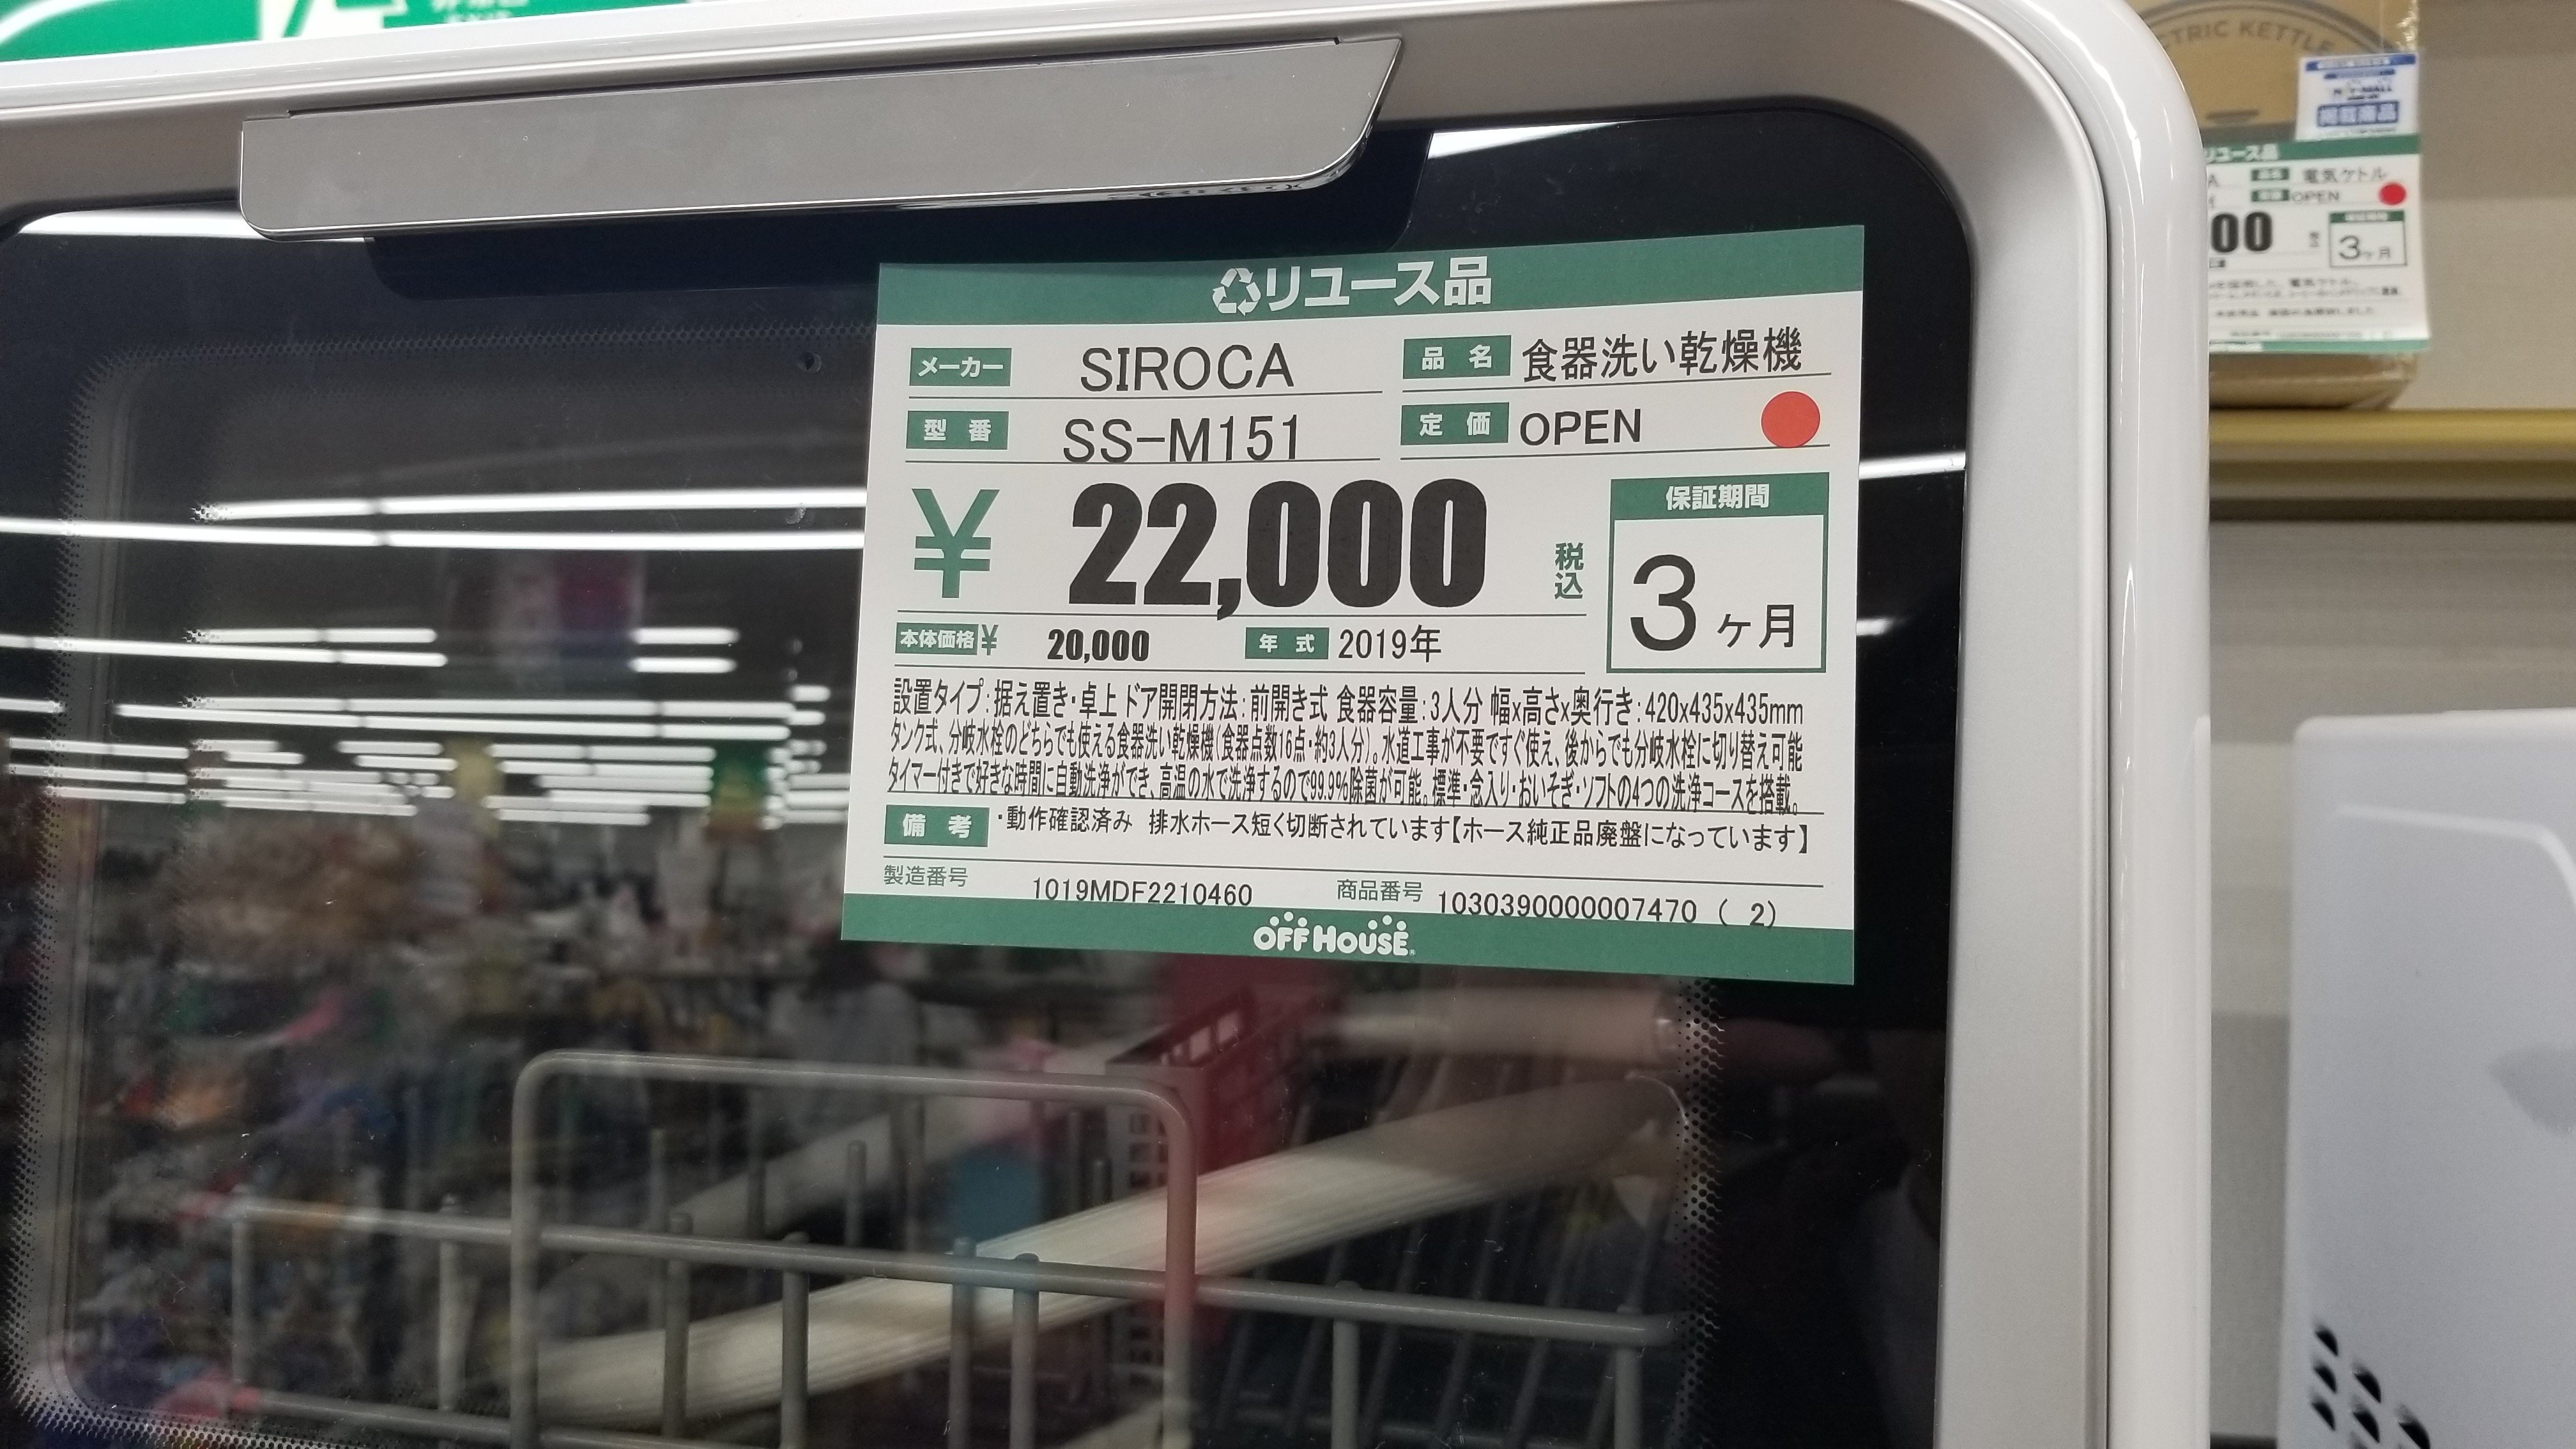 リユース品
メーカー SIROCA 品名 食器洗い乾燥機
型番 SS-M151 定価 OPEN
¥ 22,000 税込
保証期間
3ヶ月
本体価格¥ 20,000 年式 2019年
設置タイプ:据え置き・卓上 ドア開閉方法:前開き式 食器容量:3人分 幅x高さx奥行き:420x435x435mm
タンク式、分岐水栓のどちらでも使える食器洗い乾燥機(食器点数16点・約3人分)。水道工事が不要ですぐ使え、後からでも分岐水栓に切り替え可能
タイマー付きで好きな時間に自動洗浄ができ、高温の水で洗浄するので99.9%除菌が可能。標準・念入り・おいそぎ・ソフトの4つの洗浄コースを搭載。
備考 ・動作確認済み 排水ホース短く切断されています【ホース純正品廃盤になっています】
製造番号 1019MDF2210460 商品番号 1030390000007470 ( 2)
OFF HOUSE
KETTLE
掲載商品
リユース品
電気ケトル
OPEN
00
3ヶ月